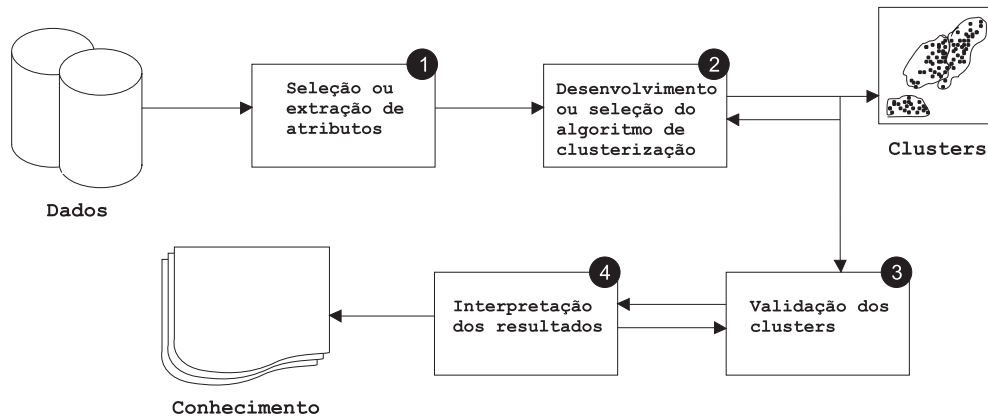 1
Seleção ou
extração de
atributos
2
Desenvolvimento
ou seleção do
algoritmo de
clusterização
Clusters
Dados
3
Validação dos
clusters
4
Interpretação
dos resultados
Conhecimento